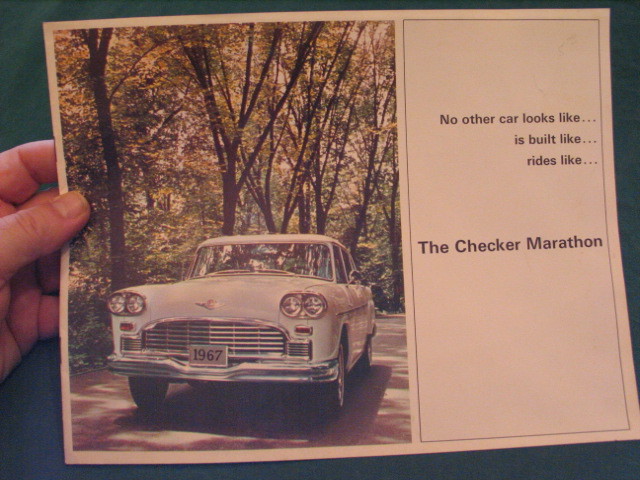 No other car looks like...
is built like...
rides like...
The Checker Marathon
1967